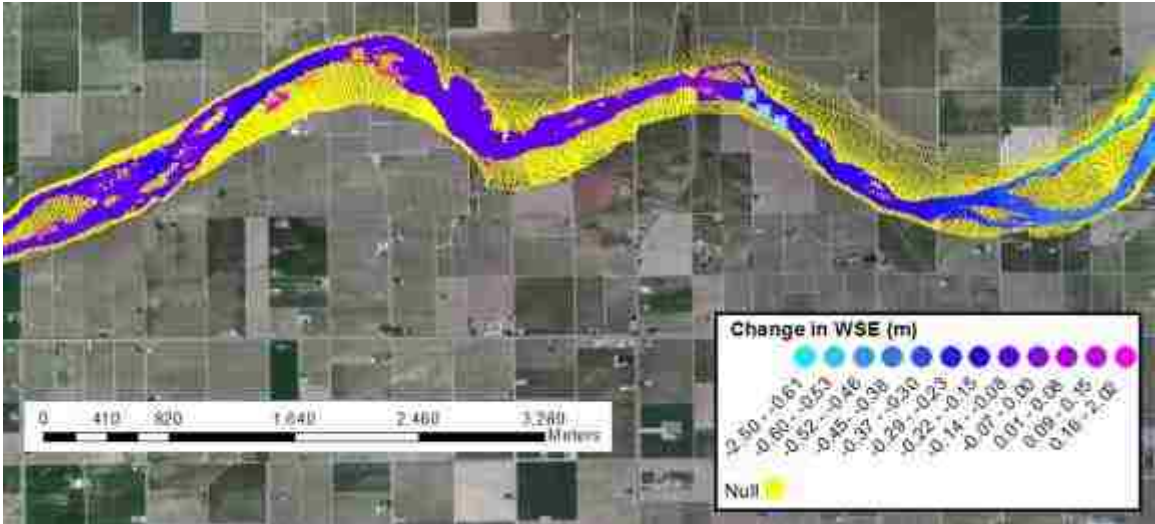 Change in WSE (m)
-2.50 - -0.61
-0.60 - -0.53
-0.52 - -0.46
-0.45 - -0.38
-0.37 - -0.30
-0.29 - -0.23
-0.22 - -0.15
-0.14 - -0.08
-0.07 - 0.00
0.01 - 0.08
0.09 - 0.15
0.16 - 2.02
Null
0 410 820 1,640 2,460 3,280
Meters